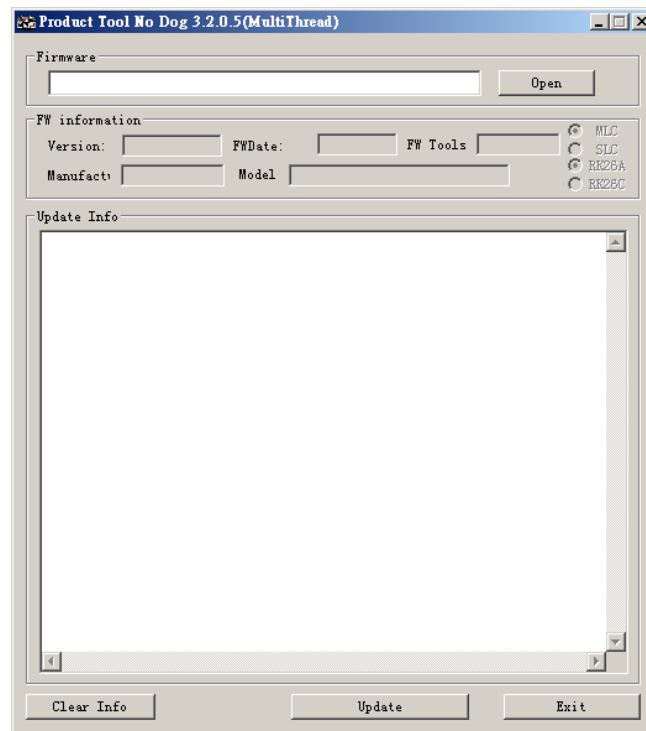 Product Tool No Dog 3.2.0.5(MultiThread)
Firmware
Open
FW information
Version: FWDate: FW Tools MLC
SLC
Manufactu Model RK26A
RK26C
Update Info
Clear Info Update Exit